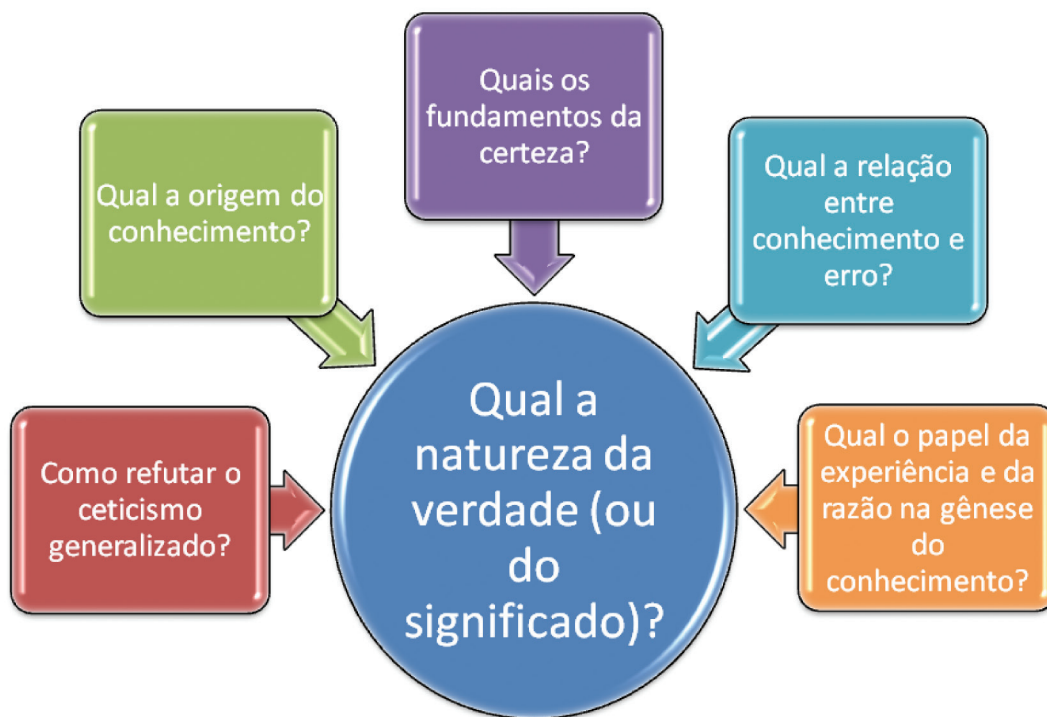 Quais os
fundamentos da
certeza?
Qual a origem do
conhecimento?
Qual a relação
entre
conhecimento e
erro?
Como refutar o
ceticismo
generalizado?
Qual a
natureza da
verdade (ou
do
significado)?
Qual o papel da
experiência e da
razão na gênese
do
conhecimento?